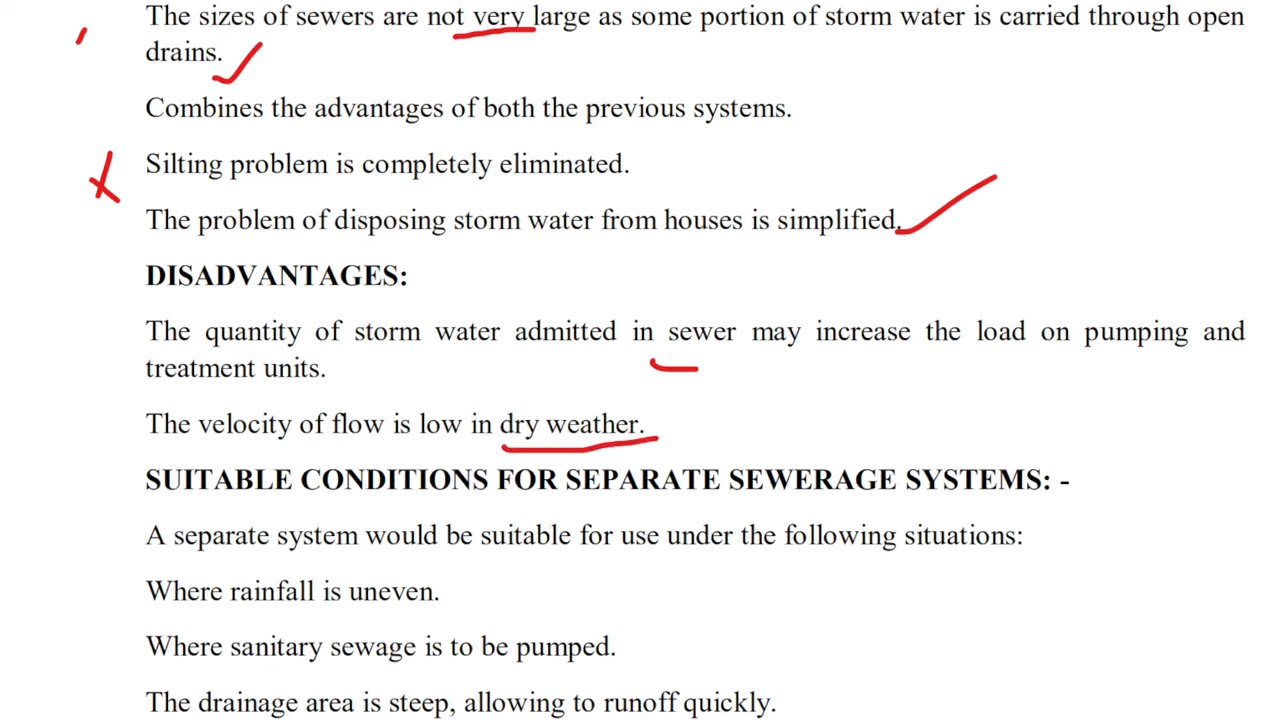 The sizes of sewers are not very large as some portion of storm water is carried through open
drains.
Combines the advantages of both the previous systems.
Silting problem is completely eliminated.
The problem of disposing storm water from houses is simplified.
DISADVANTAGES:
The quantity of storm water admitted in sewer may increase the load on pumping and
treatment units.
The velocity of flow is low in dry weather.
SUITABLE CONDITIONS FOR SEPARATE SEWERAGE SYSTEMS: -
A separate system would be suitable for use under the following situations:
Where rainfall is uneven.
Where sanitary sewage is to be pumped.
The drainage area is steep, allowing to runoff quickly.